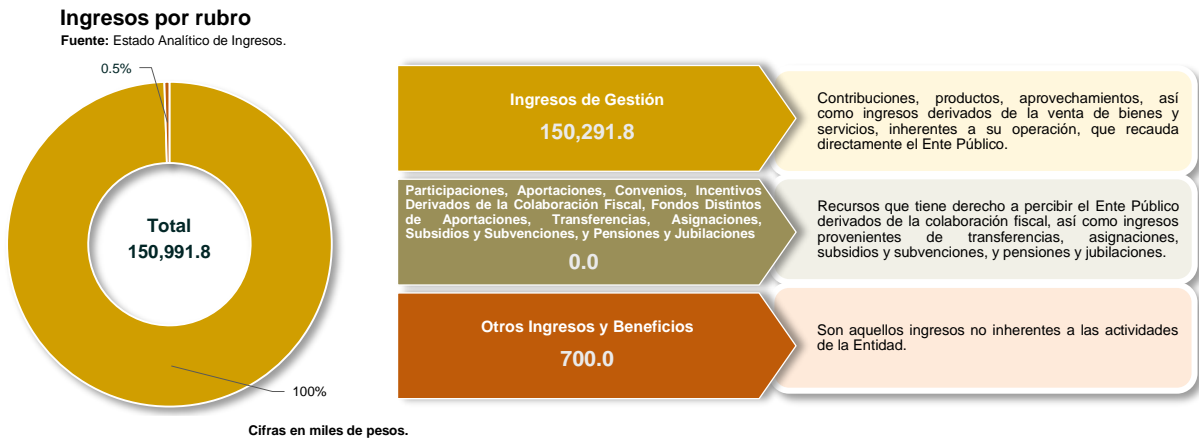 Ingresos por rubro
Fuente: Estado Analítico de Ingresos.
0.5%
Total
150,991.8
100%
Ingresos de Gestión
150,291.8
Contribuciones, productos, aprovechamientos, así
como ingresos derivados de la venta de bienes y
servicios, inherentes a su operación, que recauda
directamente el Ente Público.
Participaciones, Aportaciones, Convenios, Incentivos
Derivados de la Colaboración Fiscal, Fondos Distintos
de Aportaciones, Transferencias, Asignaciones,
Subsidios y Subvenciones, y Pensiones y Jubilaciones
0.0
Recursos que tiene derecho a percibir el Ente Público
derivados de la colaboración fiscal, así como ingresos
provenientes de transferencias, asignaciones,
subsidios y subvenciones, y pensiones y jubilaciones.
Otros Ingresos y Beneficios
700.0
Son aquellos ingresos no inherentes a las actividades
de la Entidad.
Cifras en miles de pesos.